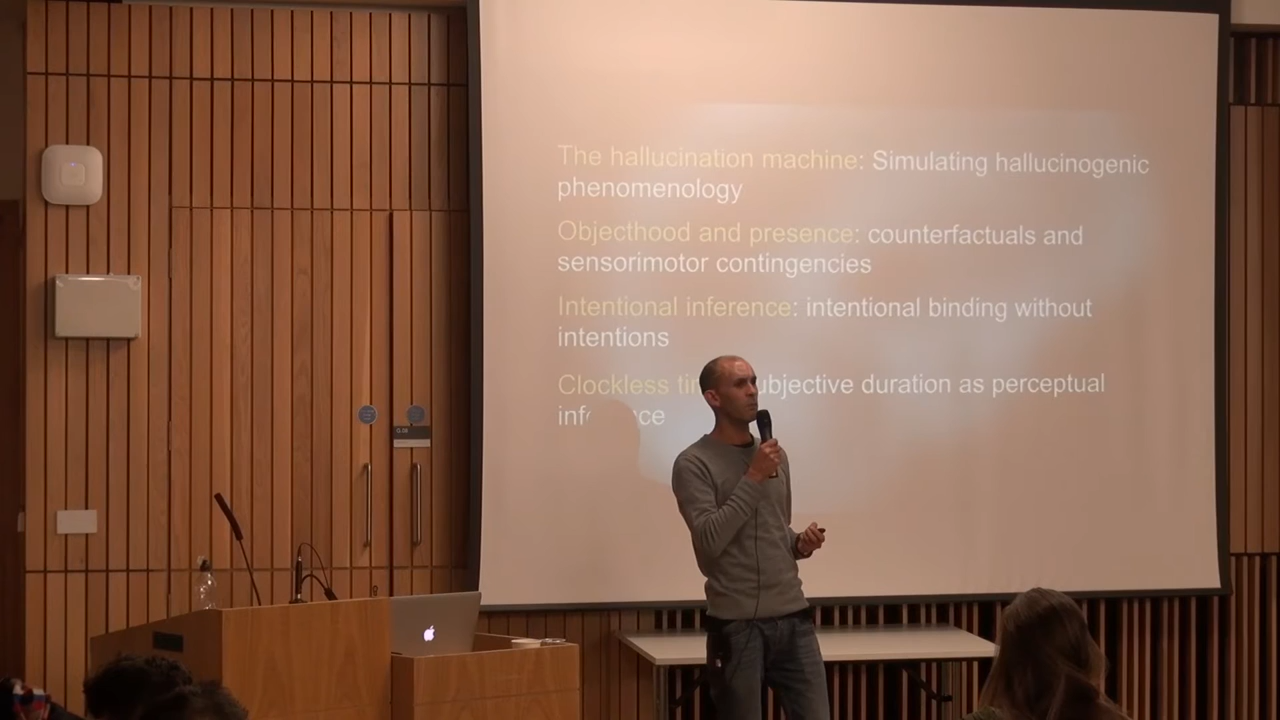 The hallucination machine: Simulating hallucinogenic
phenomenology
Objecthood and presence: counterfactuals and
sensorimotor contingencies
Intentional inference: intentional binding without
intentions
Clockless duration as perceptual